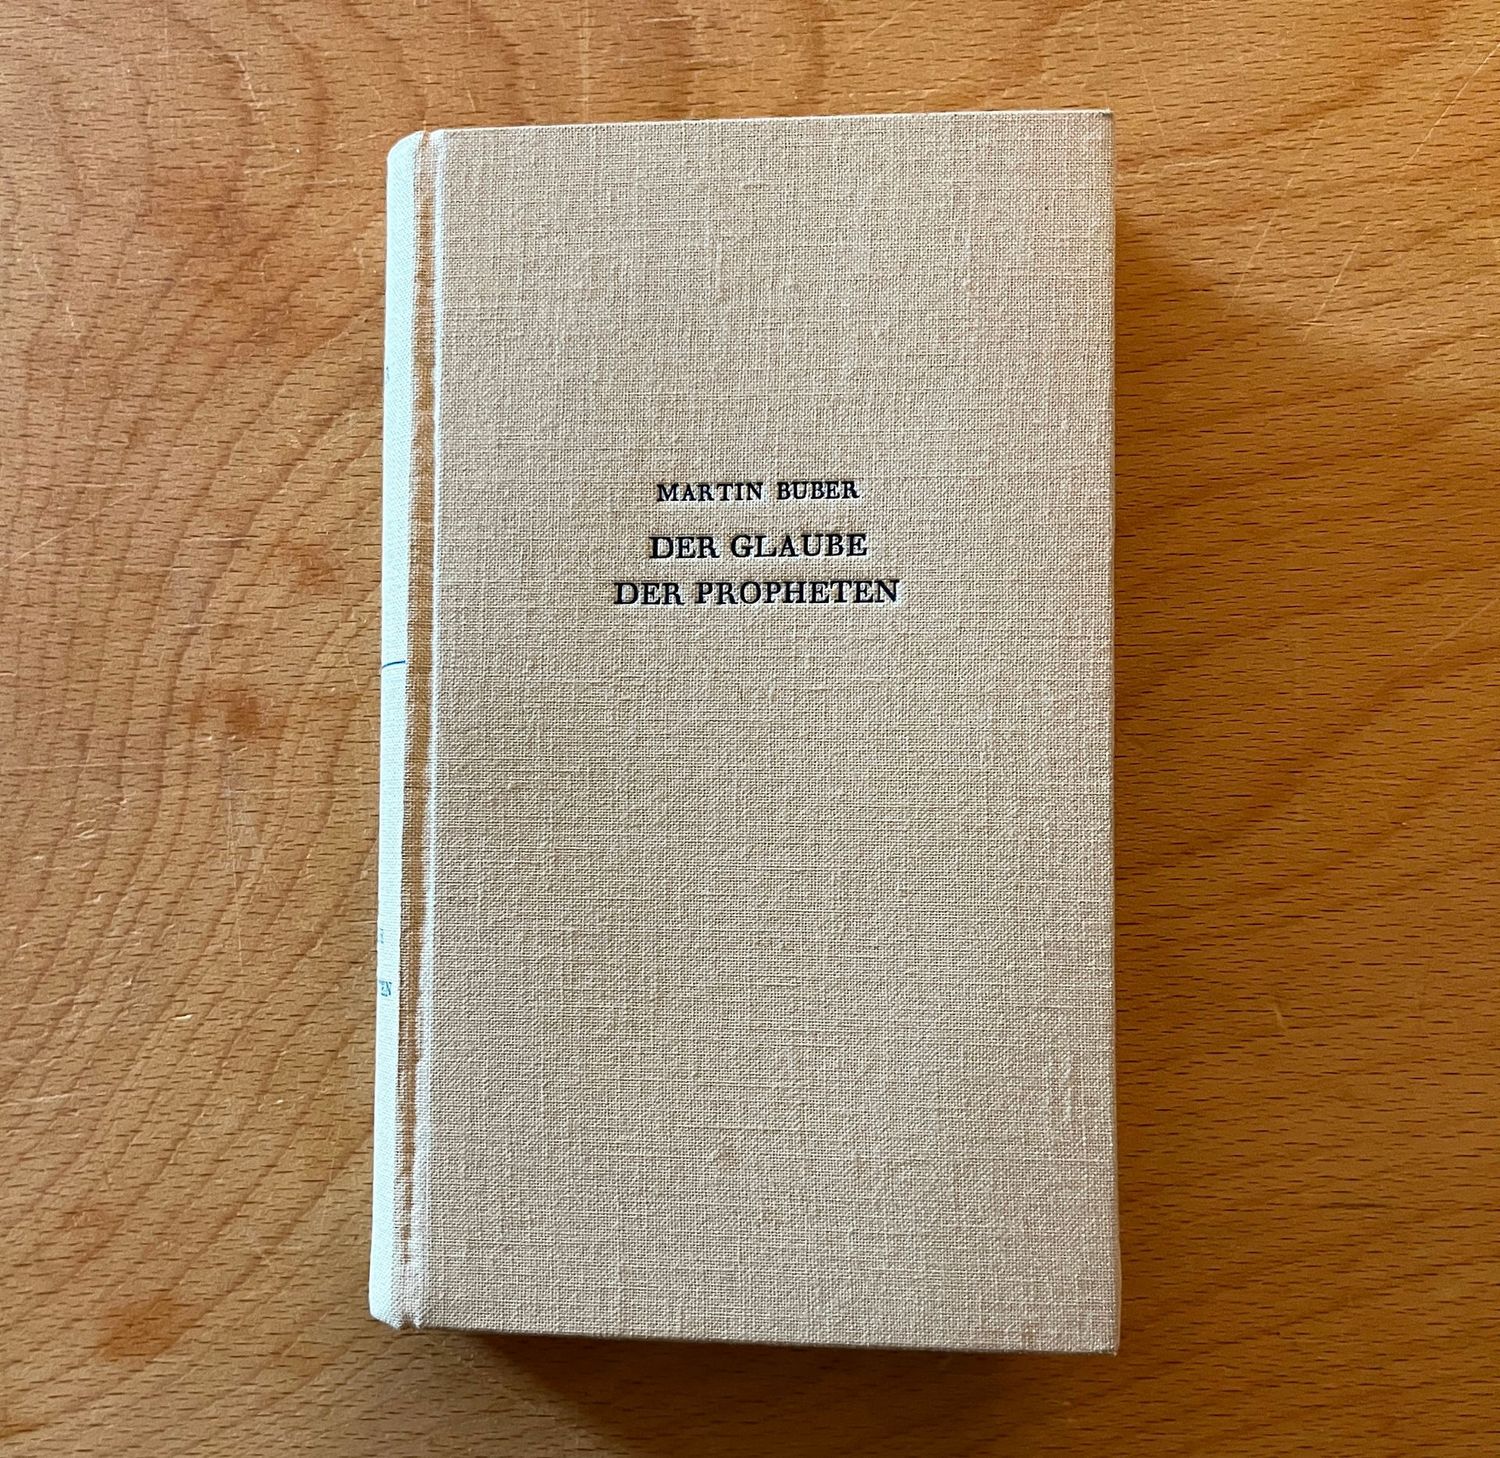 MARTIN BUBER
DER GLAUBE
DER PROPHETEN